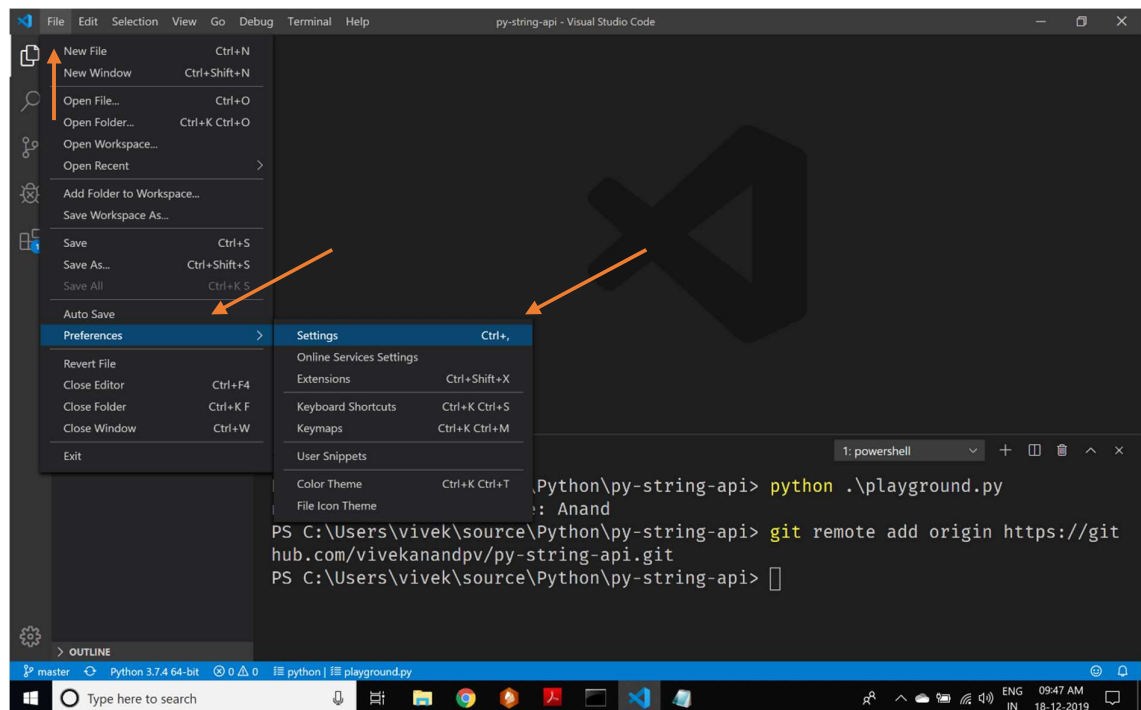 File Edit Selection View Go Debug Terminal Help py-string-api - Visual Studio Code
New File Ctrl+N
New Window Ctrl+Shift+N
Open File... Ctrl+O
Open Folder... Ctrl+K Ctrl+O
Open Workspace...
Open Recent
Add Folder to Workspace...
Save Workspace As...
Save Ctrl+S
Save As... Ctrl+Shift+S
Save All Ctrl+K S
Auto Save
Preferences
Revert File
Close Editor Ctrl+F4
Close Folder Ctrl+K F
Close Window Ctrl+W
Exit
Settings Ctrl+,
Online Services Settings
Extensions Ctrl+Shift+X
Keyboard Shortcuts Ctrl+K Ctrl+S
Keymaps Ctrl+K Ctrl+M
User Snippets
Color Theme Ctrl+K Ctrl+T
File Icon Theme
1: powershell
\Python\py-string-api> python .\playground.py
: Anand
PS C:\Users\vivek\source\Python\py-string-api> git remote add origin https://git
hub.com/vivekanandpv/py-string-api.git
PS C:\Users\vivek\source\Python\py-string-api>
OUTLINE
master Python 3.7.4 64-bit 0 0 python | playground.py
Type here to search
ENG 09:47 AM
IN 18-12-2019